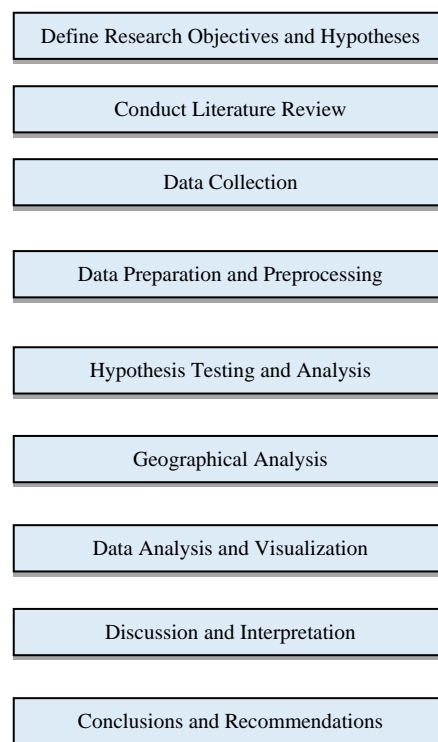 Define Research Objectives and Hypotheses
Conduct Literature Review
Data Collection
Data Preparation and Preprocessing
Hypothesis Testing and Analysis
Geographical Analysis
Data Analysis and Visualization
Discussion and Interpretation
Conclusions and Recommendations